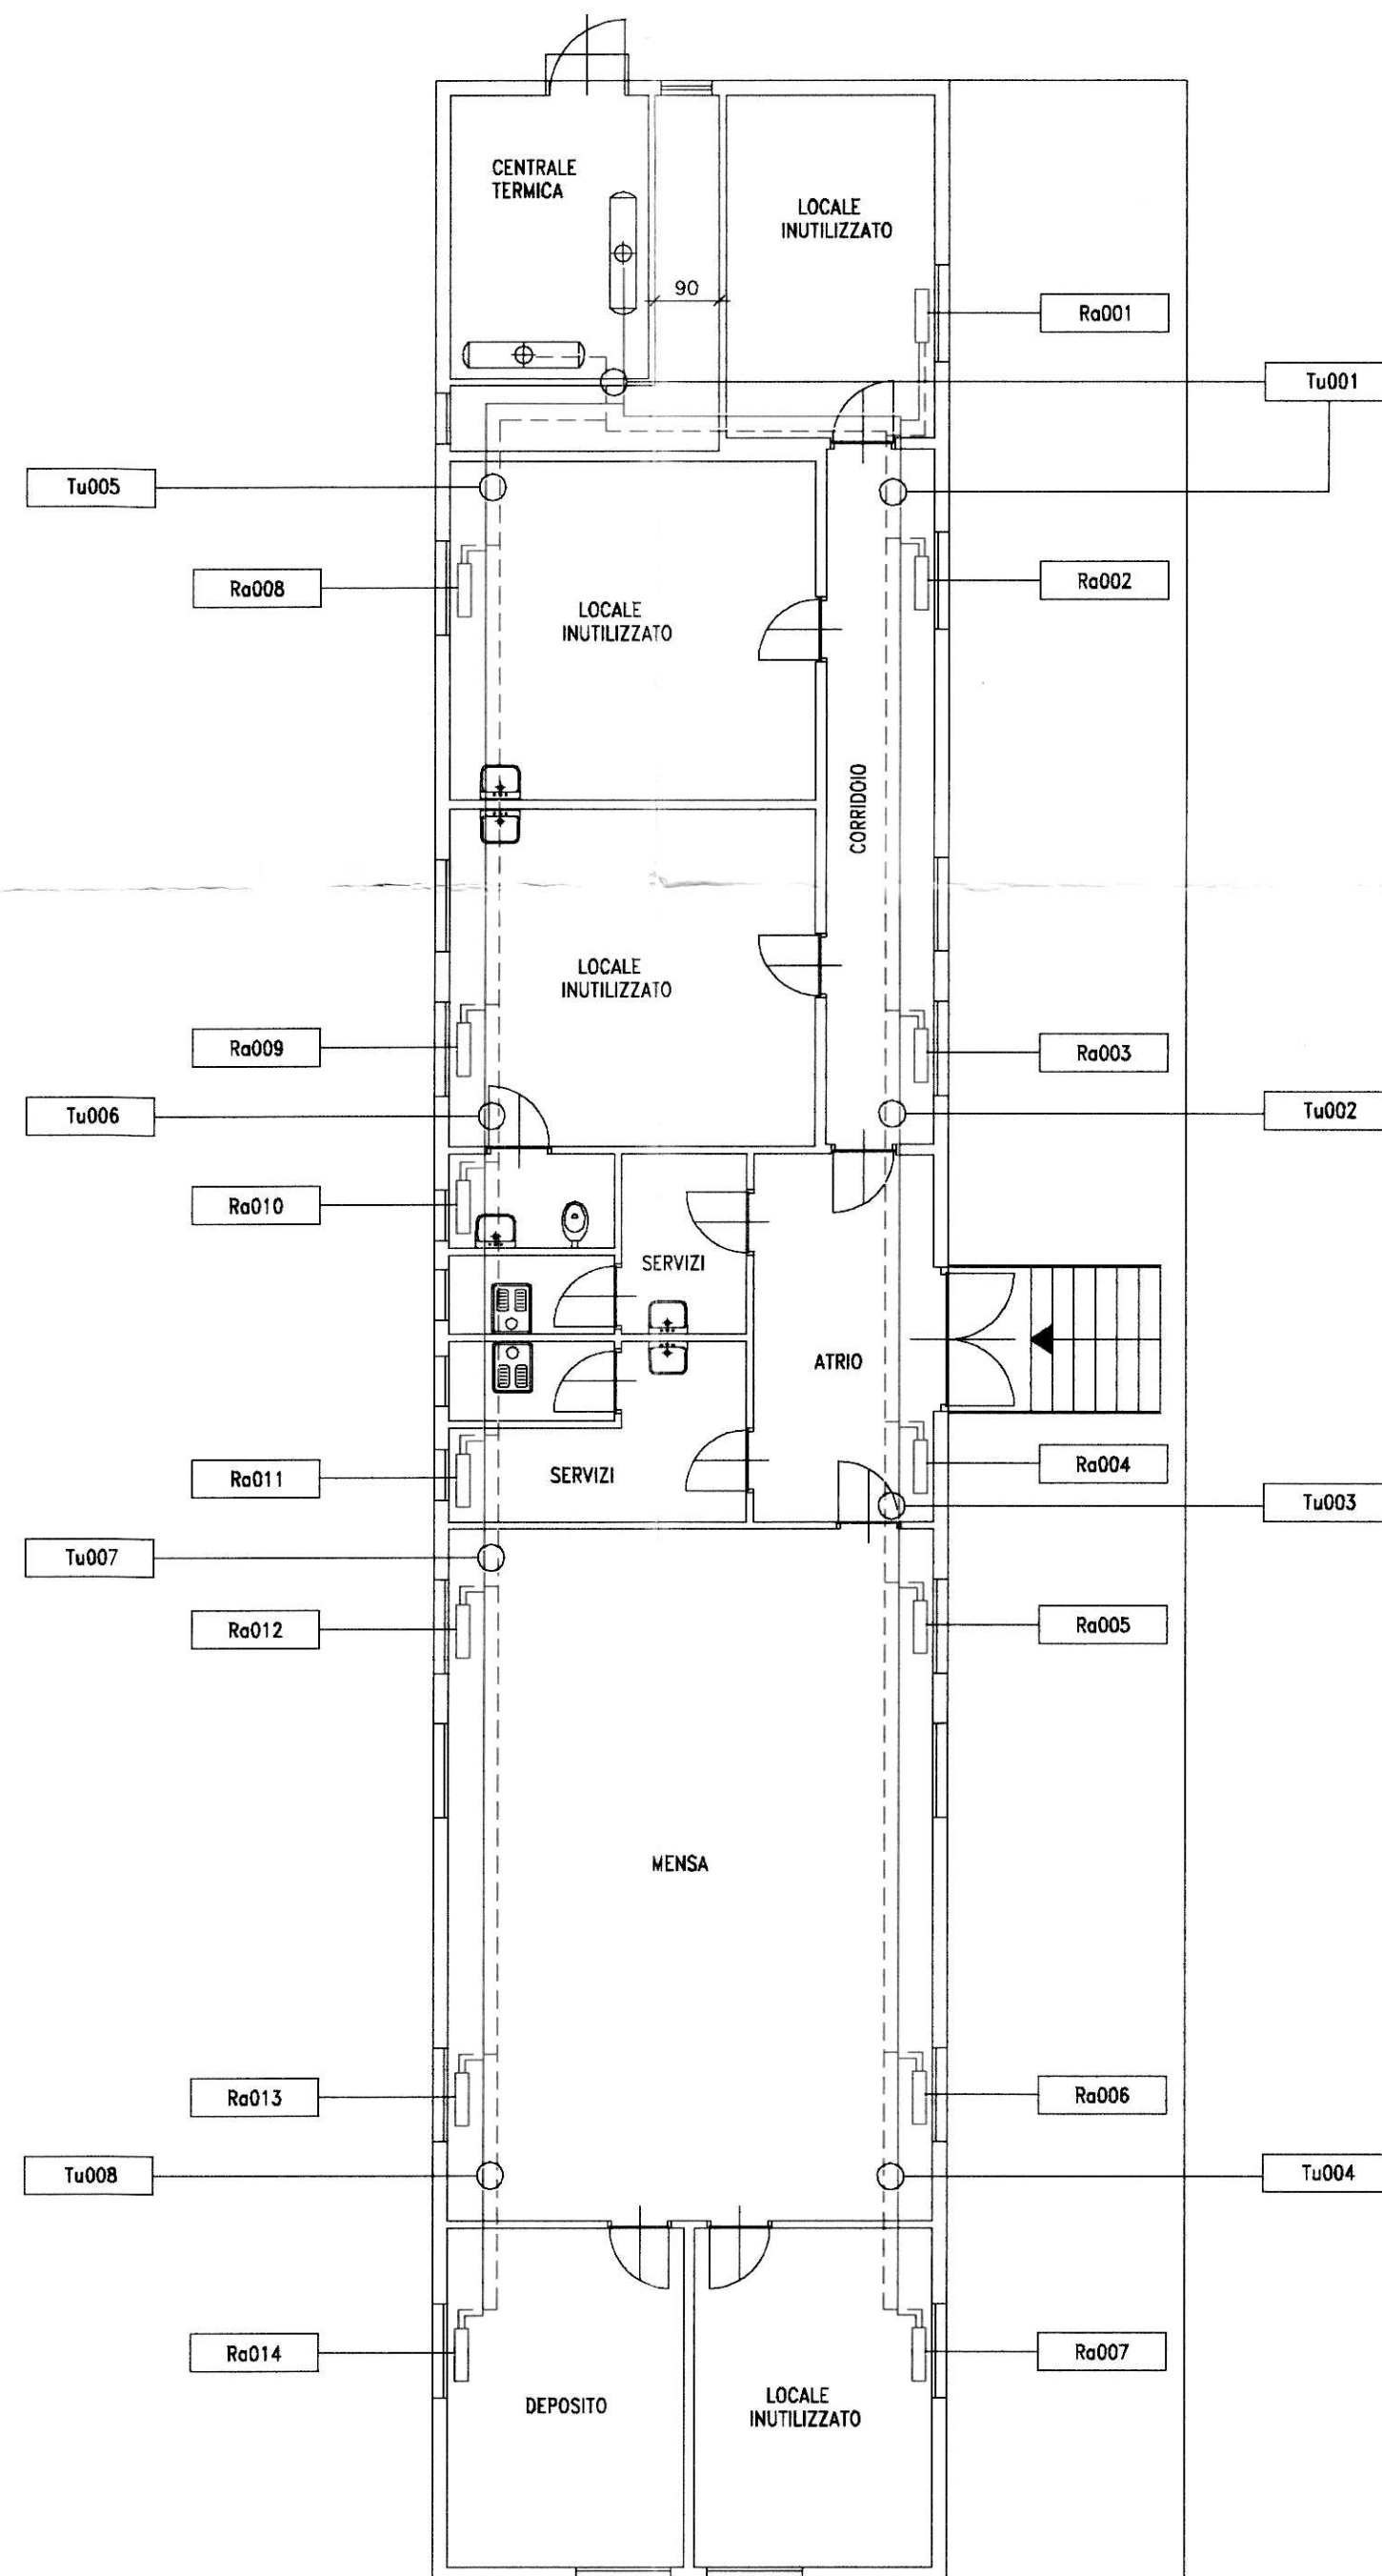 CENTRALE
TERMICA
LOCALE
INUTILIZZATO
90
Ra001
Tu001
Tu005
Ra008
LOCALE
INUTILIZZATO
Ra002
CORRIDOIO
LOCALE
INUTILIZZATO
Ra009
Ra003
Tu006
Tu002
Ra010
SERVIZI
ATRIO
Ra011
SERVIZI
Ra004
Tu003
Tu007
Ra012
Ra005
MENSA
Ra013
Ra006
Tu008
Tu004
Ra014
Ra007
DEPOSITO
LOCALE
INUTILIZZATO